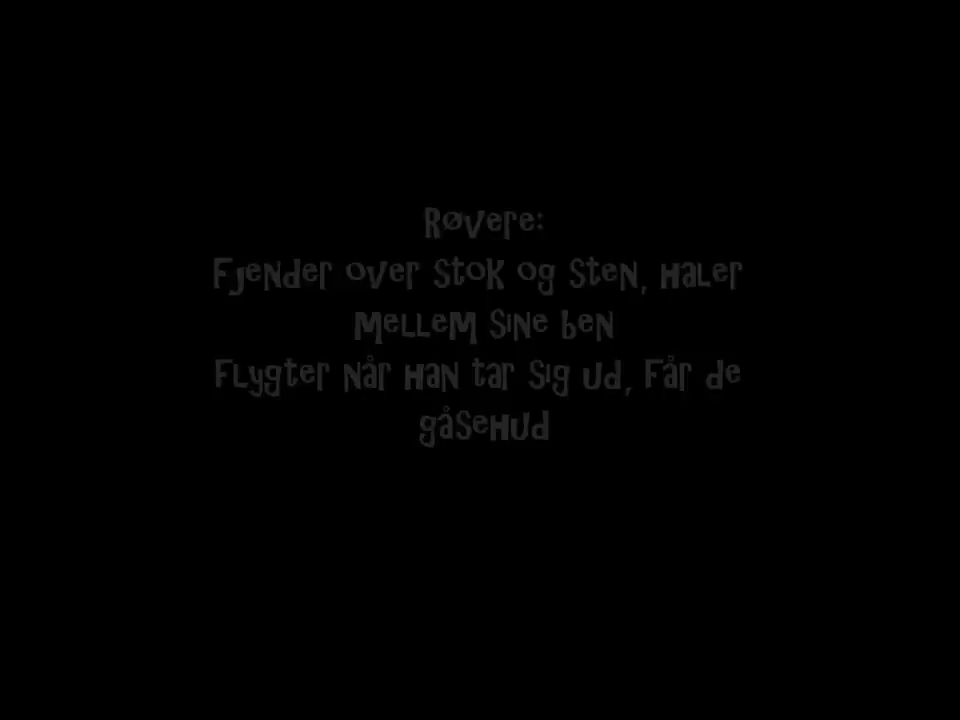 Røvere:
Fjender over stok og sten, haler
mellem sine ben
Flygter når han tar sig ud, får de
gåsehud